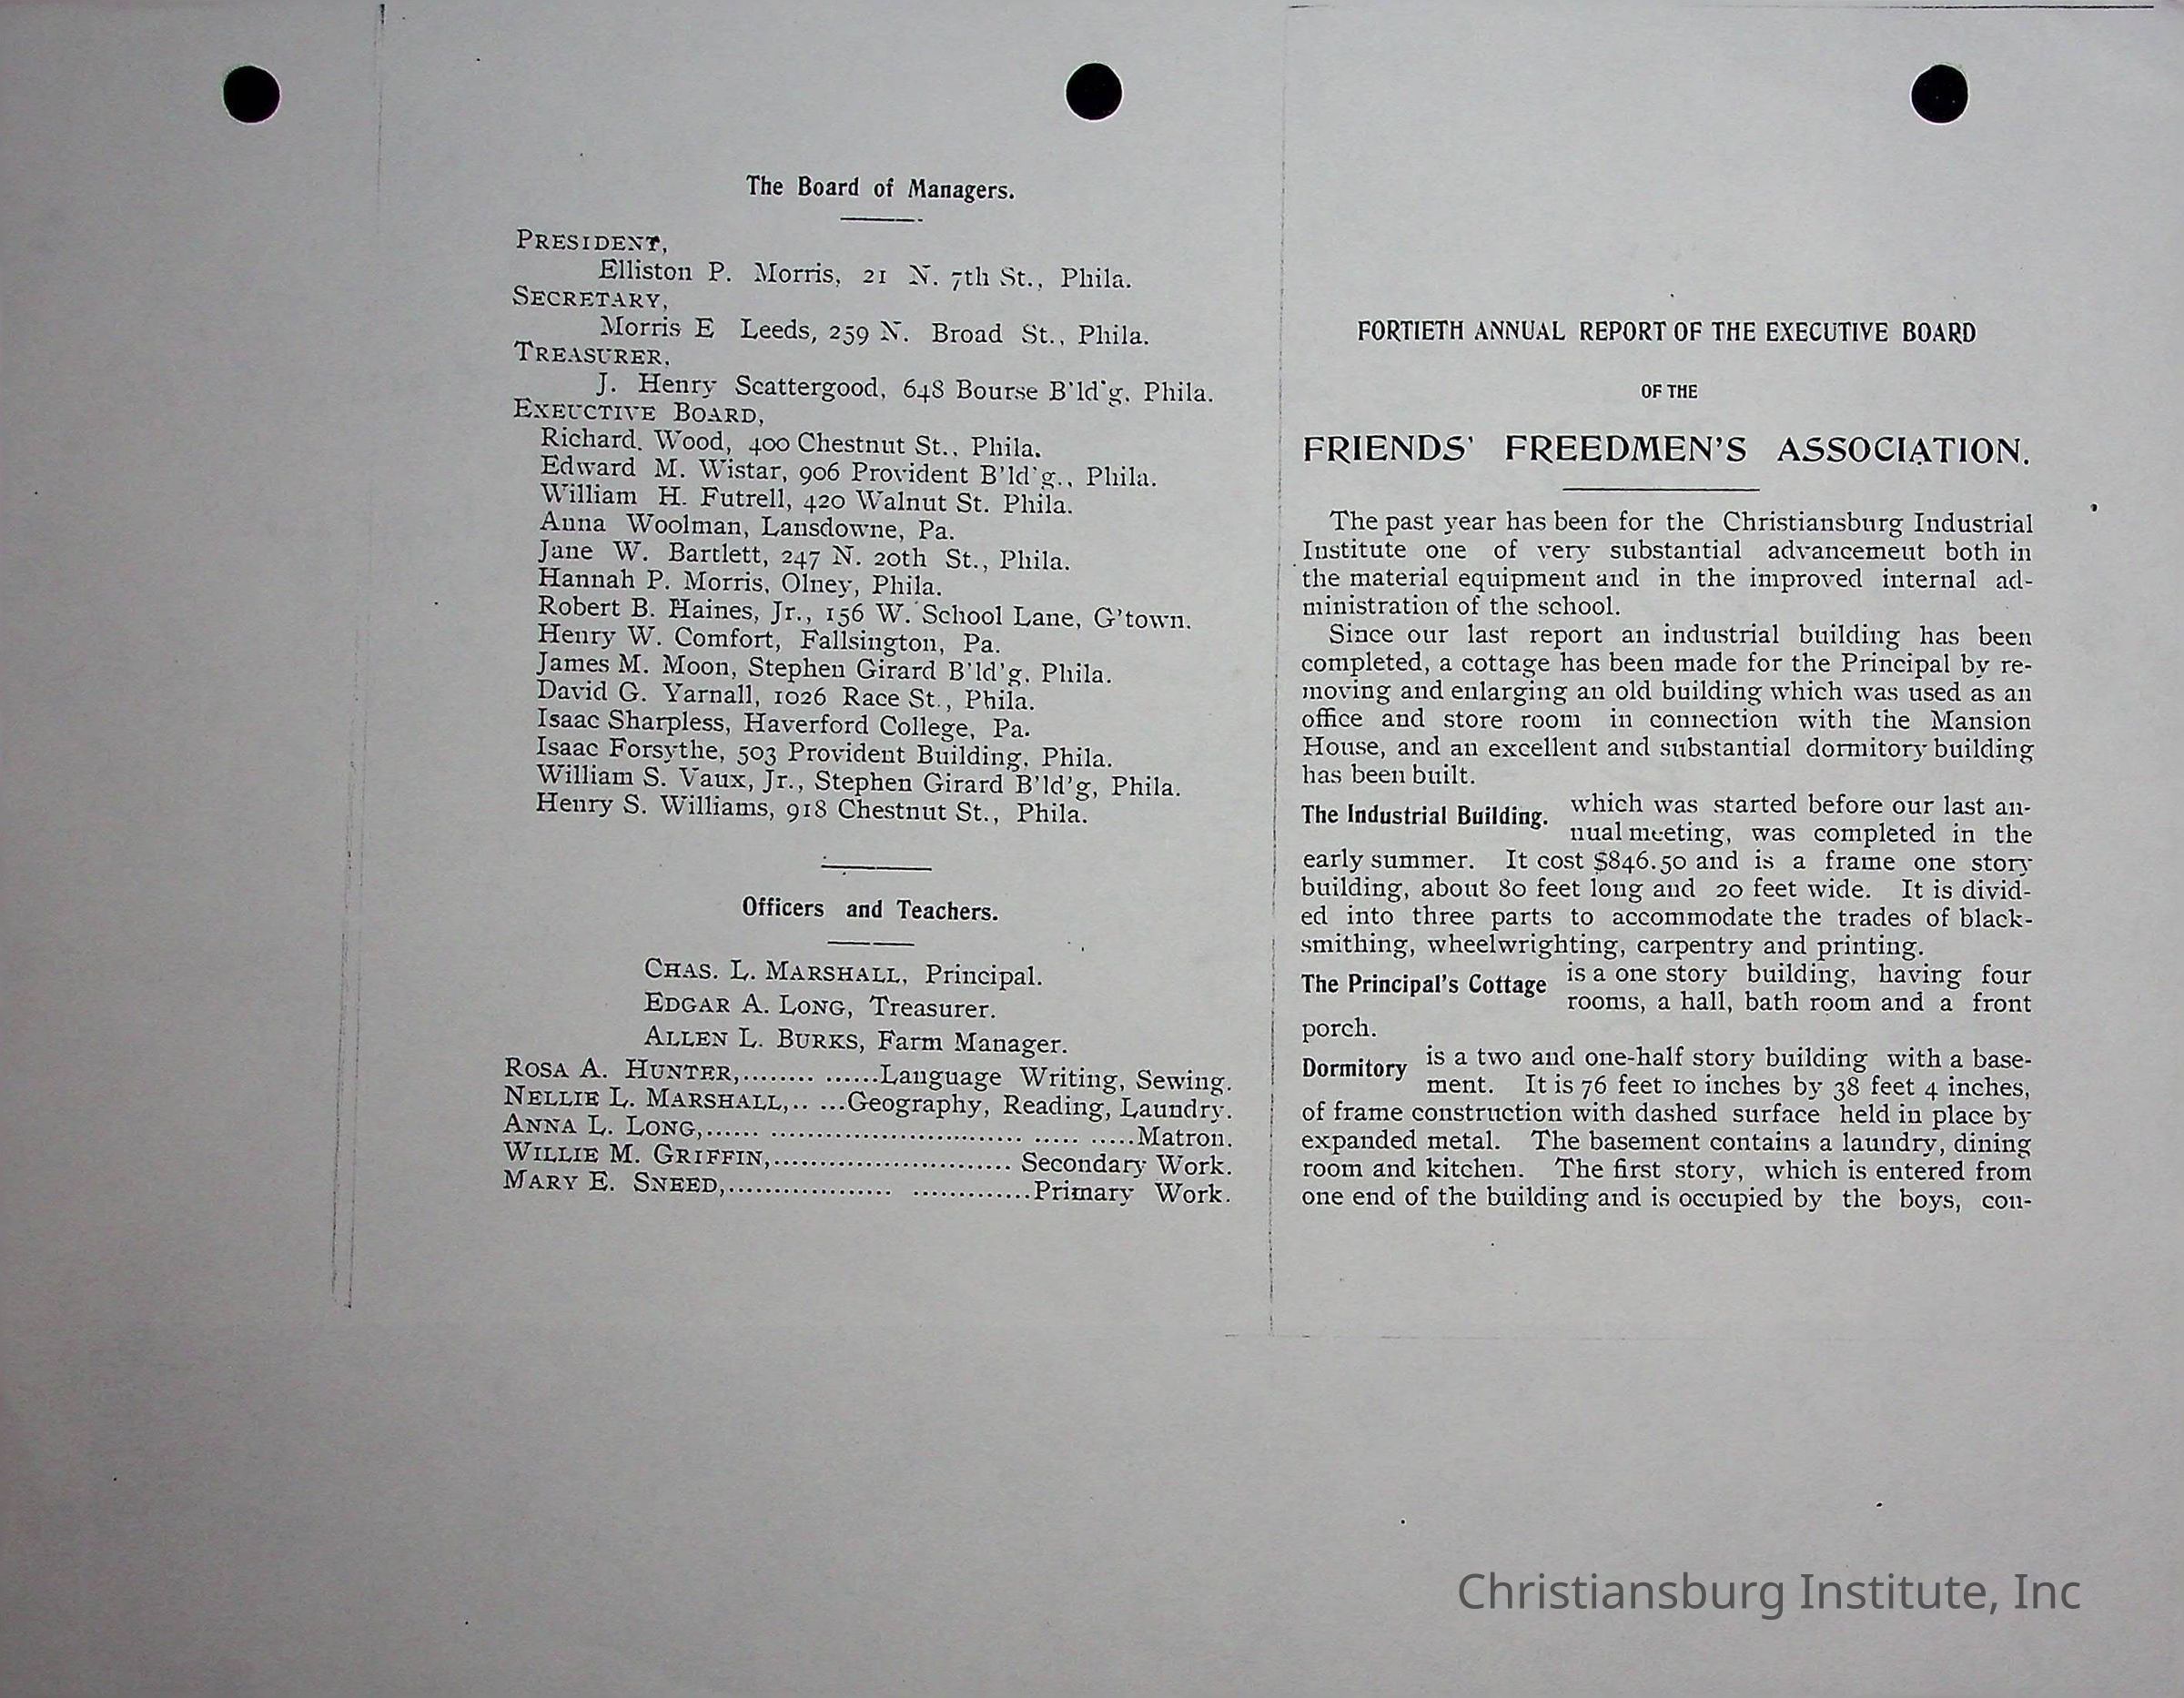 The Board of Managers.
PRESIDENT,
Elliston P. Morris, 21 N. 7th St., Phila.
SECRETARY,
Morris E Leeds, 259 N. Broad St., Phila.
TREASURER,
J. Henry Scattergood, 648 Bourse B'ld'g, Phila.
EXEUCTIVE BOARD,
Richard. Wood, 400 Chestnut St., Phila.
Edward M. Wistar, 906 Provident B'ld'g., Phila.
William H. Futrell, 420 Walnut St. Phila.
Anna Woolman, Lansdowne, Pa.
Jane W. Bartlett, 247 N. 20th St., Phila.
Hannah P. Morris, Olney, Phila.
Robert B. Haines, Jr., 156 W. School Lane, G'town.
Henry W. Comfort, Fallsington, Pa.
James M. Moon, Stephen Girard B'ld'g, Phila.
David G. Yarnall, 1026 Race St., Phila.
Isaac Sharpless, Haverford College, Pa.
Isaac Forsythe, 503 Provident Building, Phila.
William S. Vaux, Jr., Stephen Girard B'ld'g, Phila.
Henry S. Williams, 918 Chestnut St., Phila.
Officers and Teachers.
CHAS. L. MARSHALL, Principal.
EDGAR A. LONG, Treasurer.
ALLEN L. BURKS, Farm Manager.
ROSA A. HUNTER,........ ......Language Writing, Sewing.
NELLIE L. MARSHALL,.. ...Geography, Reading, Laundry.
ANNA L. LONG,...... ............................ ..... .....Matron.
WILLIE M. GRIFFIN,.......................... Secondary Work.
MARY E. SNEED,.................. .............Primary Work.
FORTIETH ANNUAL REPORT OF THE EXECUTIVE BOARD
OF THE
FRIENDS' FREEDMEN'S ASSOCIATION.
The past year has been for the Christiansburg Industrial
Institute one of very substantial advancement both in
the material equipment and in the improved internal ad-
ministration of the school.
Since our last report an industrial building has been
completed, a cottage has been made for the Principal by re-
moving and enlarging an old building which was used as an
office and store room in connection with the Mansion
House, and an excellent and substantial dormitory building
has been built.
The Industrial Building. which was started before our last an-
nual meeting, was completed in the
early summer. It cost $846.50 and is a frame one story
building, about 80 feet long and 20 feet wide. It is divid-
ed into three parts to accommodate the trades of black-
smithing, wheelwrighting, carpentry and printing.
The Principal's Cottage is a one story building, having four
rooms, a hall, bath room and a front
porch.
Dormitory is a two and one-half story building with a base-
ment. It is 76 feet 10 inches by 38 feet 4 inches,
of frame construction with dashed surface held in place by
expanded metal. The basement contains a laundry, dining
room and kitchen. The first story, which is entered from
one end of the building and is occupied by the boys, con-
Christiansburg Institute, Inc